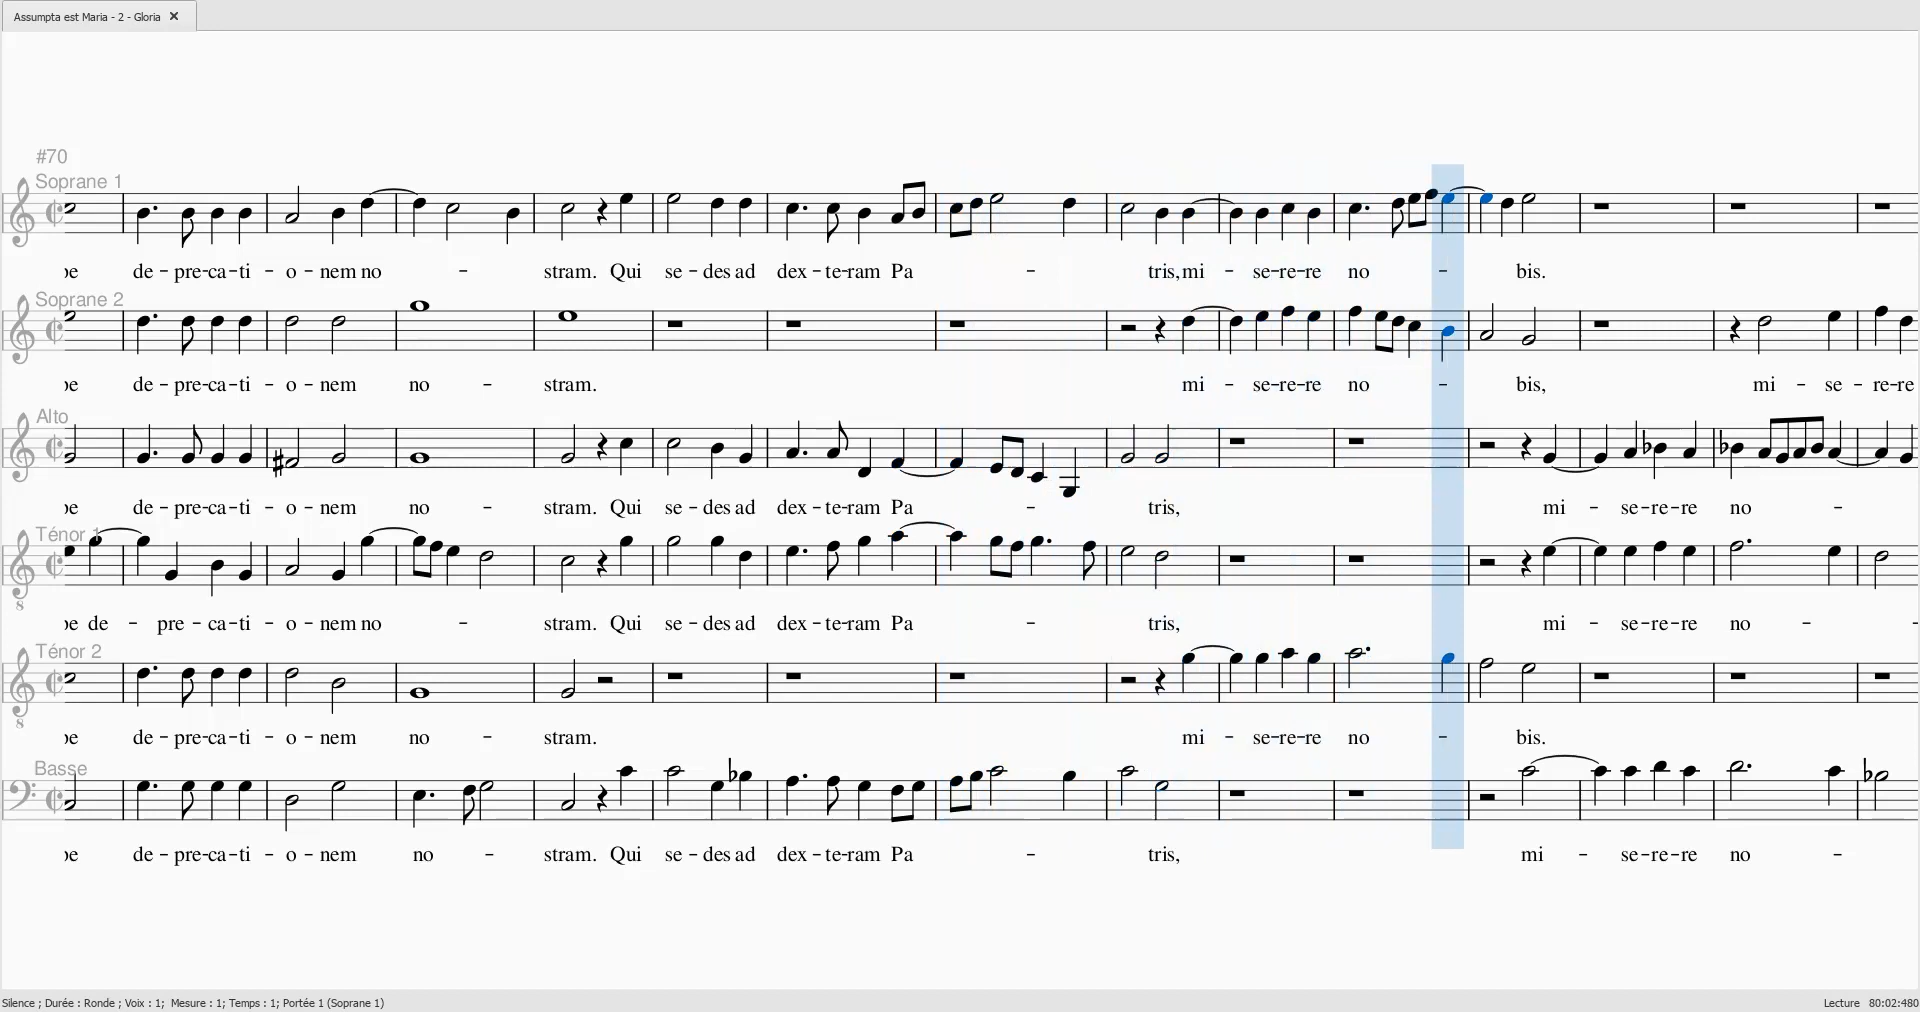 Assumpta est Maria - 2 - Gloria
#70
Soprane 1
de - pre - ca - ti - o - nem no - stram. Qui se - des ad dex - te - ram Pa - tris, mi - se - re - re no - bis.
Soprane 2
de - pre - ca - ti - o - nem no - stram. mi - se - re - re no - bis, mi - se - re - re
Alto
de - pre - ca - ti - o - nem no - stram. Qui se - des ad dex - te - ram Pa - tris, mi - se - re - re no -
Ténor 1
de - pre - ca - ti - o - nem no - stram. Qui se - des ad dex - te - ram Pa - tris, mi - se - re - re no - -
Ténor 2
de - pre - ca - ti - o - nem no - stram. mi - se - re - re no - bis.
Basse
de - pre - ca - ti - o - nem no - stram. Qui se - des ad dex - te - ram Pa - tris, mi - se - re - re no -
Silence ; Durée : Ronde ; Voix : 1; Mesure : 1; Temps : 1; Portée 1 (Soprane 1)
Lecture 80:02:480